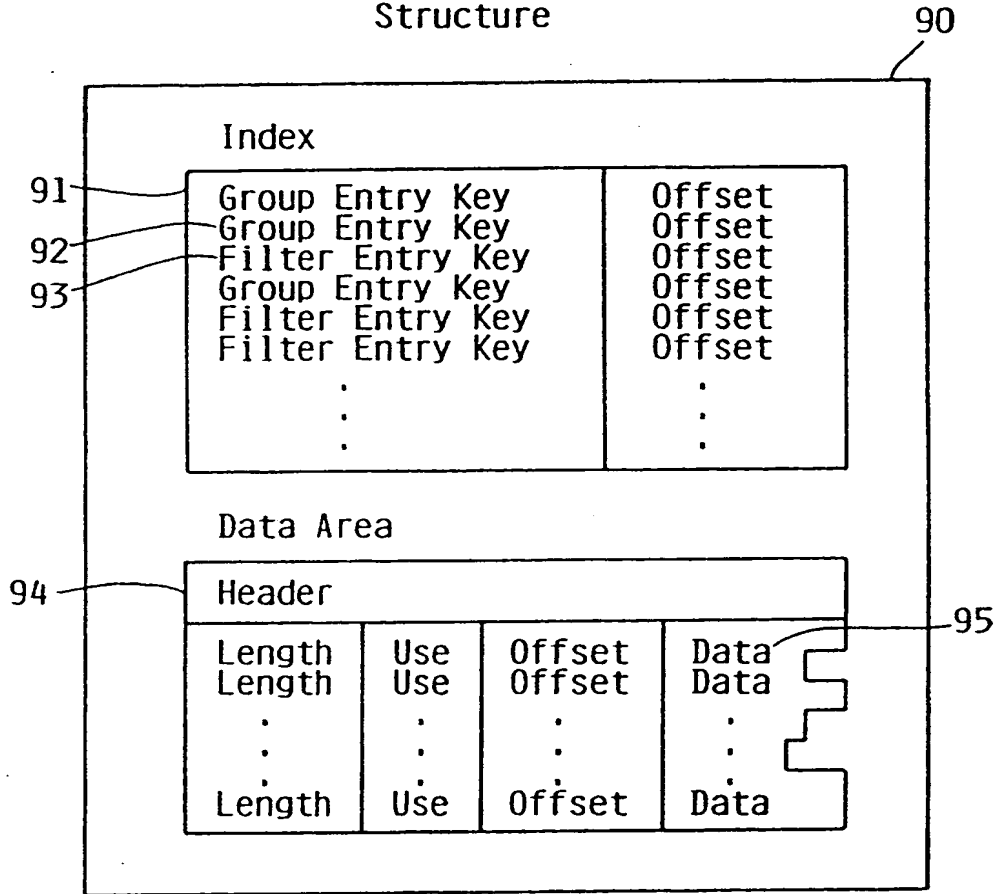 Structure
90
Index
91 Group Entry Key Offset
92 Group Entry Key Offset
93 Filter Entry Key Offset
Group Entry Key Offset
Filter Entry Key Offset
Filter Entry Key Offset
. .
. .
. .
Data Area
94 Header
95
Length Use Offset Data
Length Use Offset Data
. . . .
. . . .
. . . .
Length Use Offset Data